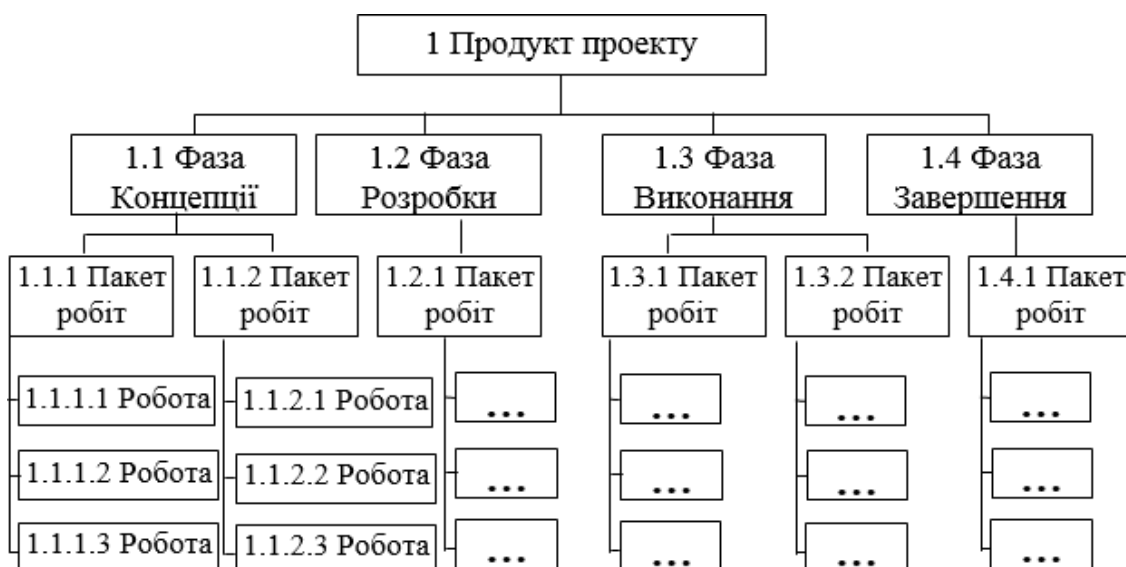 1 Продукт проекту
1.1 Фаза
Концепції
1.2 Фаза
Розробки
1.3 Фаза
Виконання
1.4 Фаза
Завершення
1.1.1 Пакет
робіт
1.1.2 Пакет
робіт
1.2.1 Пакет
робіт
1.3.1 Пакет
робіт
1.3.2 Пакет
робіт
1.4.1 Пакет
робіт
1.1.1.1 Робота
1.1.2.1 Робота
...
...
...
...
1.1.1.2 Робота
1.1.2.2 Робота
...
...
...
...
1.1.1.3 Робота
1.1.2.3 Робота
...
...
...
...